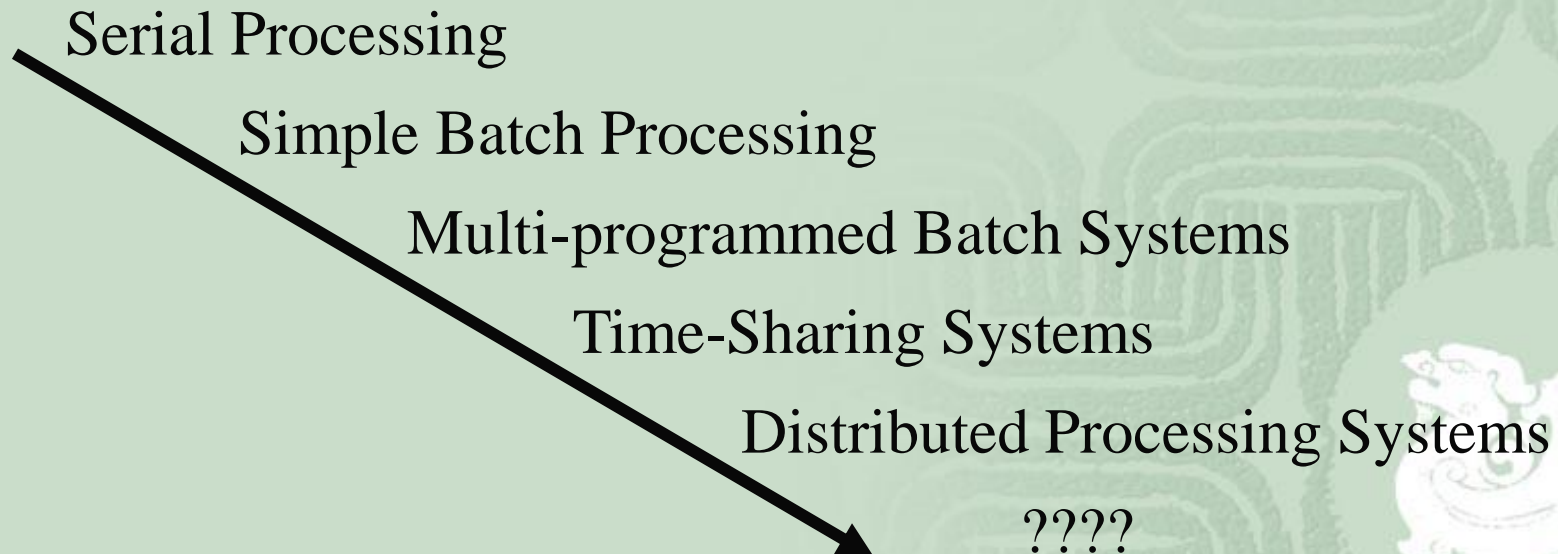 Serial Processing
Simple Batch Processing
Multi-programmed Batch Systems
Time-Sharing Systems
Distributed Processing Systems
????